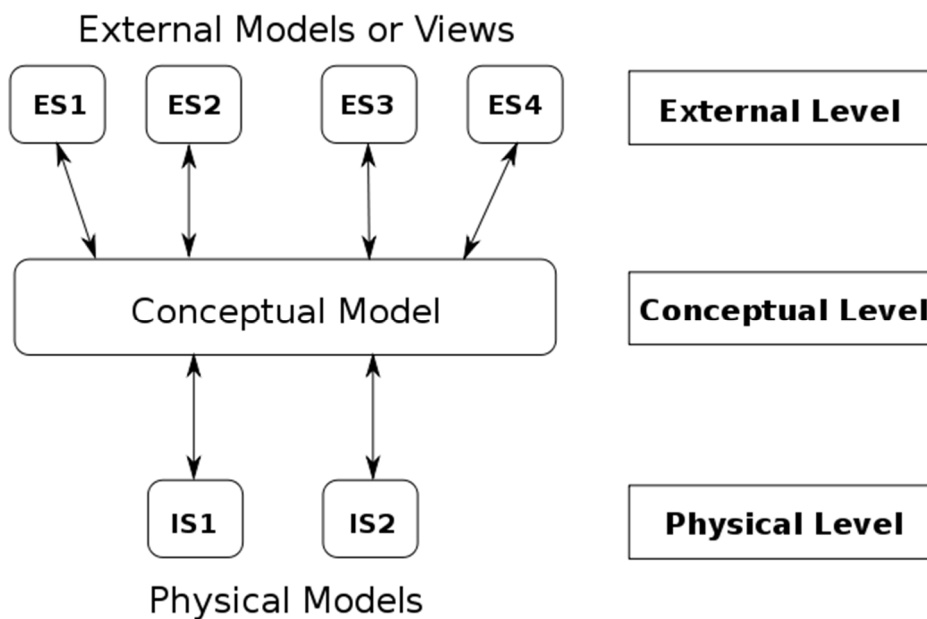 External Models or Views
ES1 ES2 ES3 ES4 External Level
Conceptual Model Conceptual Level
IS1 IS2 Physical Level
Physical Models